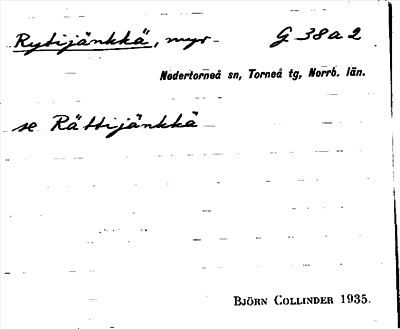 Rytijänkkä, myr G 38 a 2
Nedertorneå sn, Torneå tg, Norrb. län.
se Rättijänkkä
BJÖRN COLLINDER 1935.